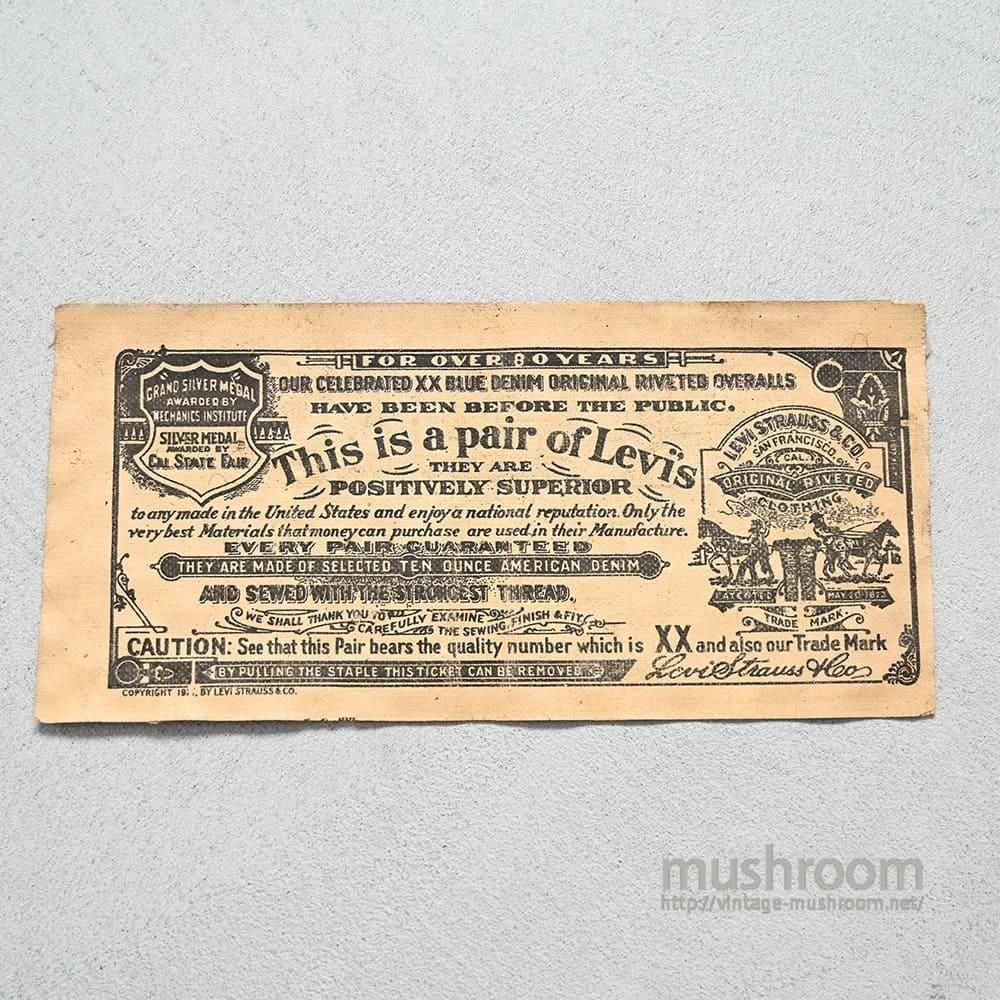 FOR OVER 80 YEARS
OUR CELEBRATED XX BLUE DENIM ORIGINAL RIVETED OVERALLS
HAVE BEEN BEFORE THE PUBLIC.
GRAND SILVER MEDAL
AWARDED BY
MECHANICS INSTITUTE
SILVER MEDAL
AWARDED BY
CAL STATE FAIR
This is a pair of Levi's
THEY ARE
POSITIVELY SUPERIOR
to any made in the United States and enjoy a national reputation. Only the
very best Materials that money can purchase are used in their Manufacture.
EVERY PAIR GUARANTEED
THEY ARE MADE OF SELECTED TEN OUNCE AMERICAN DENIM
AND SEWED WITH THE STRONGEST THREAD.
WE SHALL THANK YOU TO CAREFULLY EXAMINE THE SEWING, FINISH & FIT
LEVI STRAUSS & CO.
SAN FRANCISCO,
CAL.
ORIGINAL RIVETED
CLOTHING
MAY 20 1873
TRADE MARK.
CAUTION: See that this Pair bears the quality number which is XX and also our Trade Mark
BY PULLING THE STAPLE THIS TICKET CAN BE REMOVED.
Levi Strauss & Co.
COPYRIGHT BY LEVI STRAUSS & CO.
mushroom
http://vintage-mushroom.net/